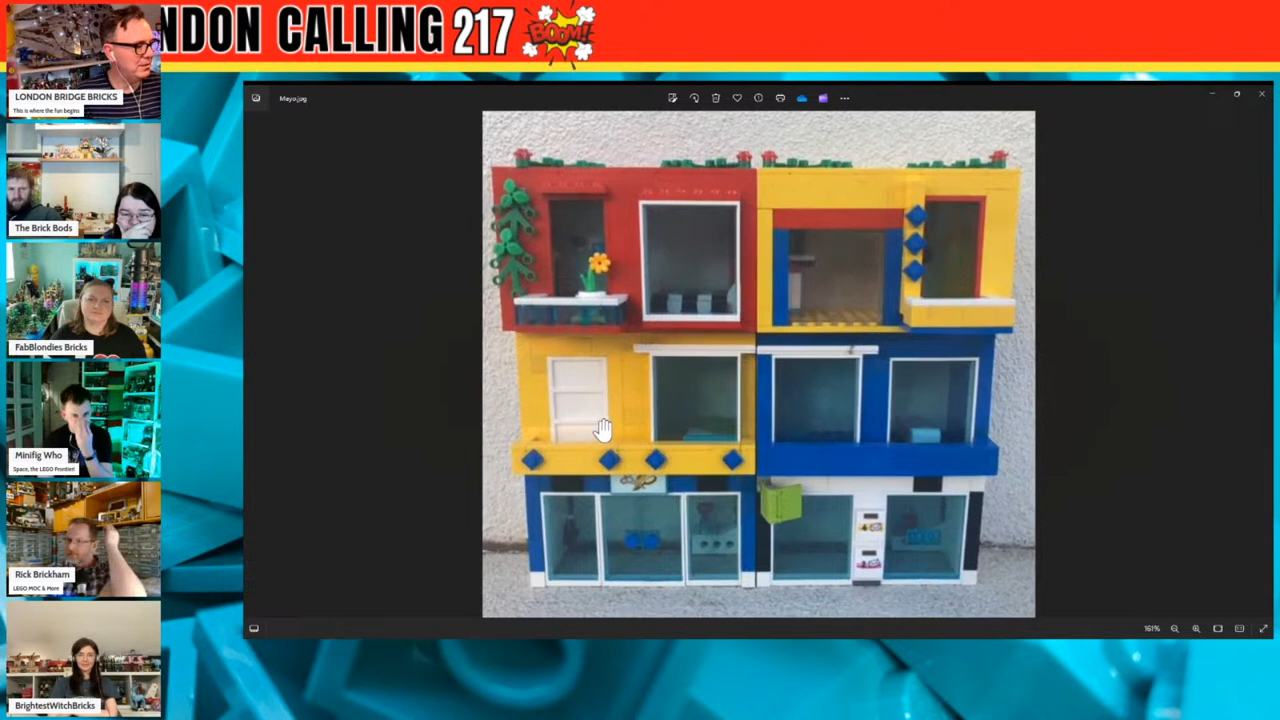 NDON CALLING 217
BOOM!
LONDON BRIDGE BRICKS
This is where the fun begins
The Brick Bods
FabBlondies Bricks
Minifig Who
Space, the LEGO Frontier!
Rick Brickham
LEGO MOC & More
BrightestWitchBricks
Mayo.jpg
161%